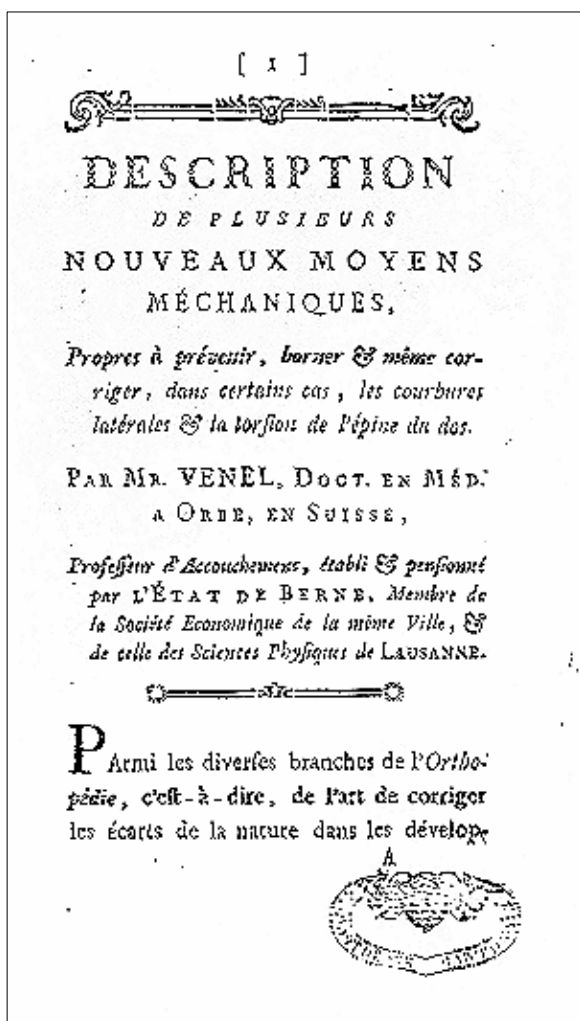 [ 1 ]
DESCRIPTION
DE PLUSIEURS
NOUVEAUX MOYENS
MÉCHANIQUES,
Propres à prévenir, borner & même cor-
riger, dans certains cas, les courbures
latérales & la torſion de l'épine du dos.
PAR MR. VENEL, DOCT. EN MÉD.
A ORBE, EN SUISSE,
Profeſſeur d'Accouchemens, établi & penſionné
par L'ÉTAT DE BERNE, Membre de
la Société Economique de la même Ville, &
de celle des Sciences Phyſiques de LAUSANNE.
PArmi les diverſes branches de l'Ortho-
pédie, c'eſt-à-dire, de l'art de corriger
les écarts de la nature dans les dévelop-
A